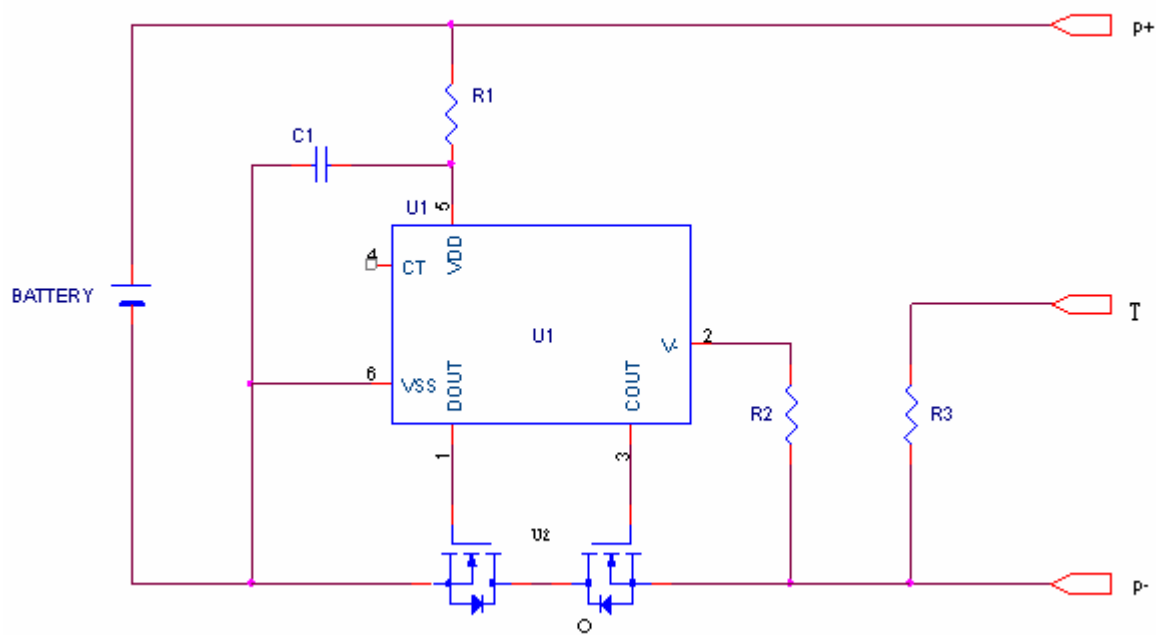 P+
R1
C1
U1
5
VDD
4
CT
BATTERY
T
U1
2
V-
6
VSS
DOUT
COUT
R2
R3
1
3
U2
P-